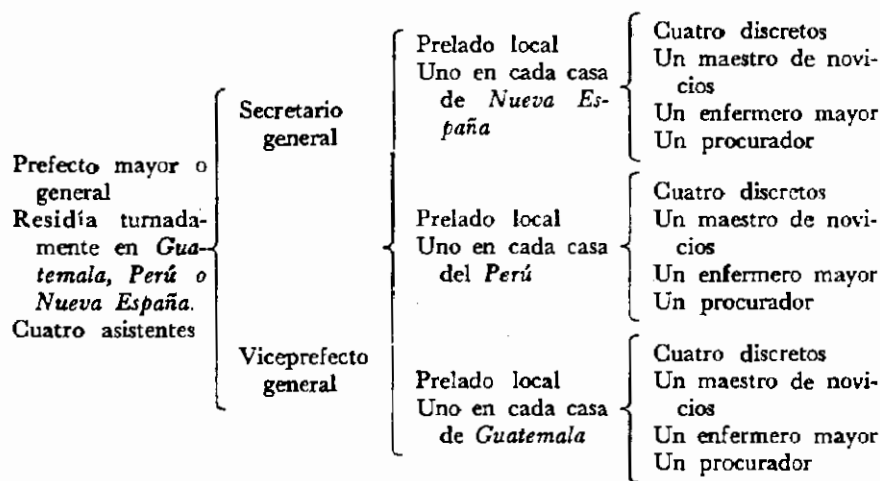 Prefecto mayor o
general
Residía turnada-
mente en Gua-
temala, Perú o
Nueva España.
Cuatro asistentes
Secretario
general
Viceprefecto
general
Prelado local
Uno en cada casa
de Nueva Es-
paña
Prelado local
Uno en cada casa
del Perú
Prelado local
Uno en cada casa
de Guatemala
Cuatro discretos
Un maestro de novi-
cios
Un enfermero mayor
Un procurador
Cuatro discretos
Un maestro de novi-
cios
Un enfermero mayor
Un procurador
Cuatro discretos
Un maestro de novi-
cios
Un enfermero mayor
Un procurador